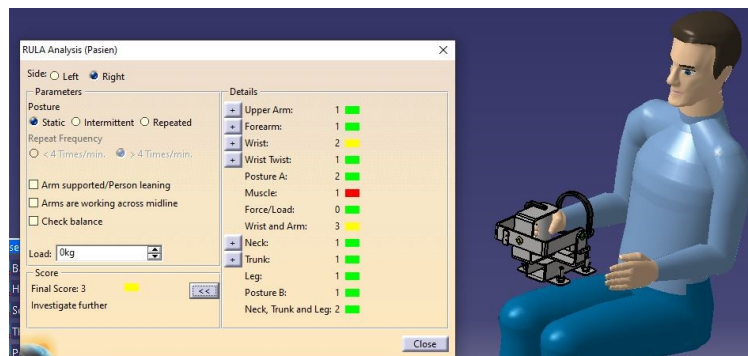 RULA Analysis (Pasien)
Side: Left Right
Parameters
Posture
Static Intermittent Repeated
Repeat Frequency
< 4 Times/min. > 4 Times/min.
Arm supported/Person leaning
Arms are working across midline
Check balance
Load: 0kg
Score
Final Score: 3 <<
Investigate further
Details
+ Upper Arm: 1
+ Forearm: 1
+ Wrist: 2
+ Wrist Twist: 1
Posture A: 2
Muscle: 1
Force/Load: 0
Wrist and Arm: 3
+ Neck: 1
+ Trunk: 1
Leg: 1
Posture B: 1
Neck, Trunk and Leg: 2
Close